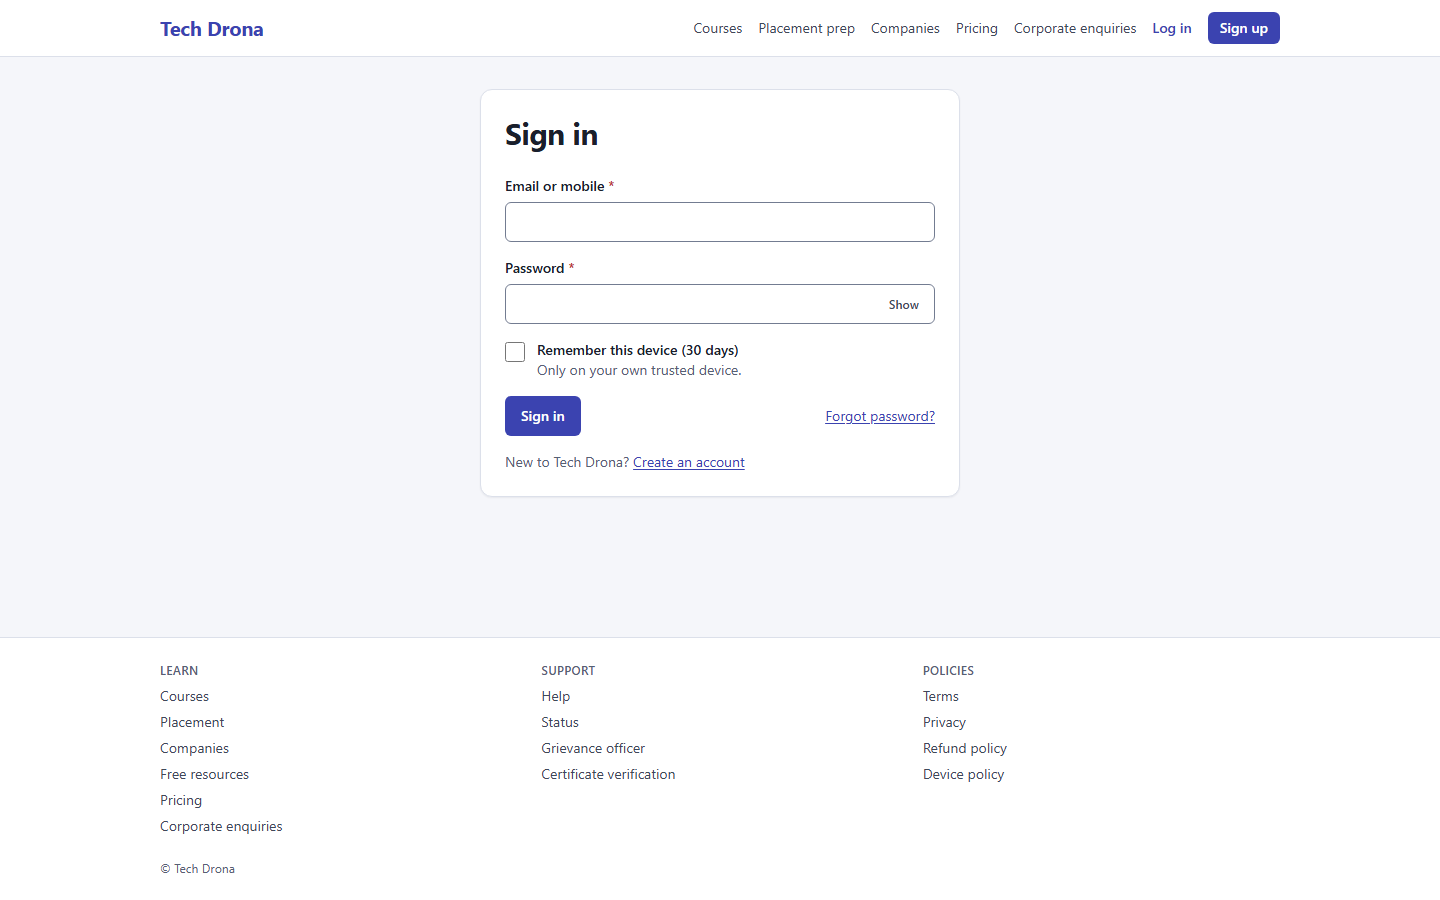 Tech Drona
Courses Placement prep Companies Pricing Corporate enquiries Log in Sign up
Sign in
Email or mobile *
Password *
Show
Remember this device (30 days)
Only on your own trusted device.
Sign in Forgot password?
New to Tech Drona? Create an account
LEARN
Courses
Placement
Companies
Free resources
Pricing
Corporate enquiries
SUPPORT
Help
Status
Grievance officer
Certificate verification
POLICIES
Terms
Privacy
Refund policy
Device policy
© Tech Drona